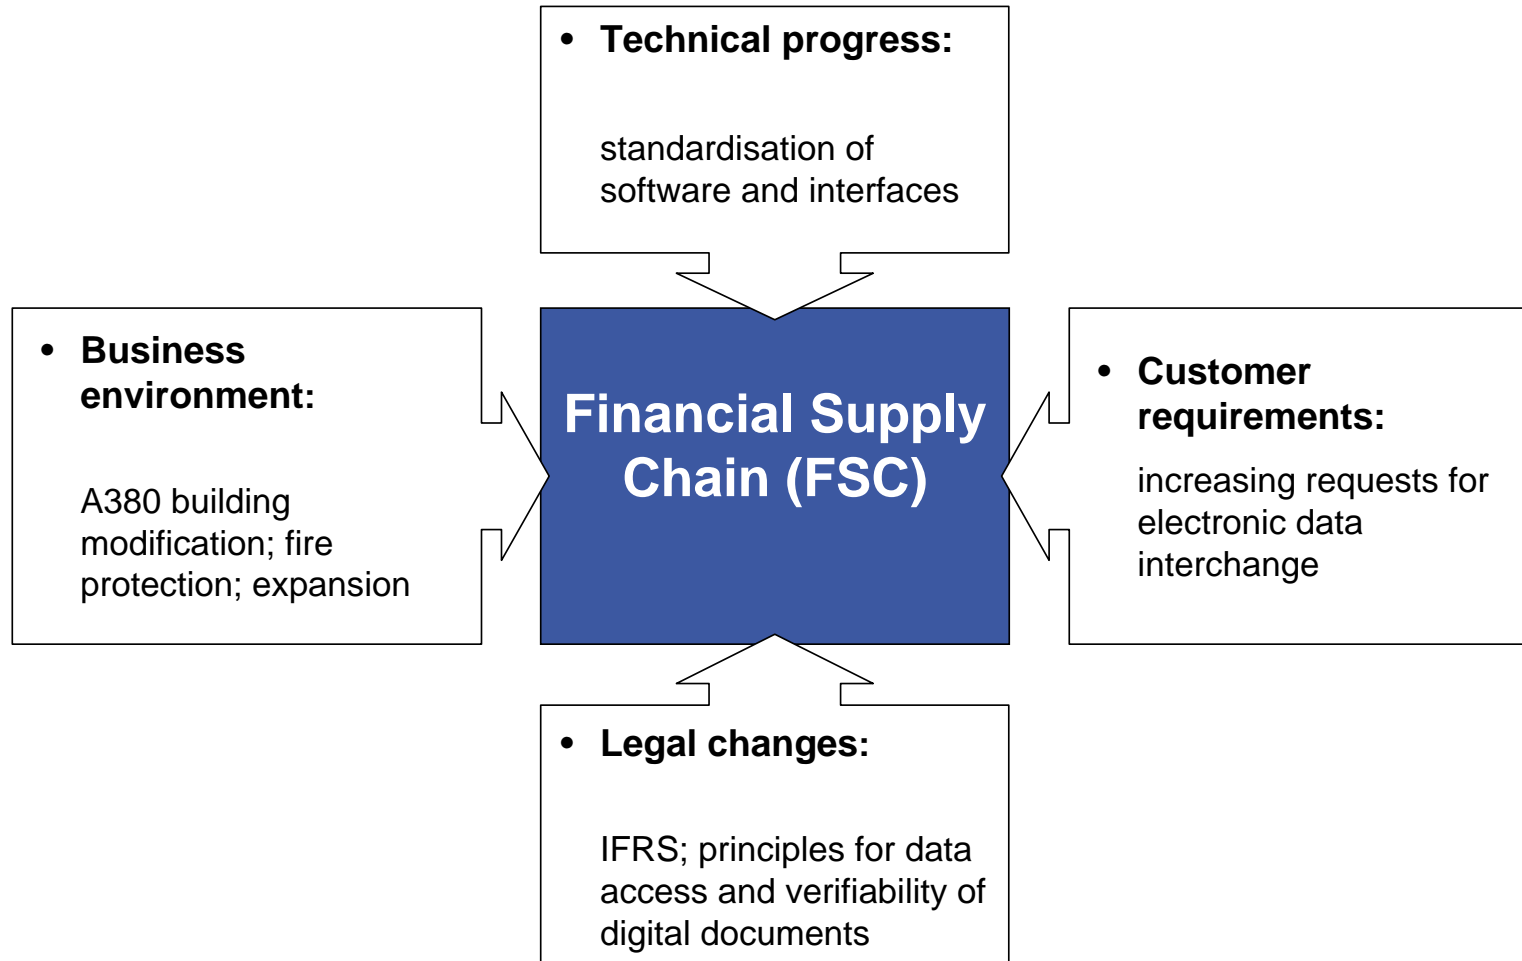 • Technical progress:
standardisation of
software and interfaces
• Business
environment:
A380 building
modification; fire
protection; expansion
Financial Supply
Chain (FSC)
• Customer
requirements:
increasing requests for
electronic data
interchange
• Legal changes:
IFRS; principles for data
access and verifiability of
digital documents